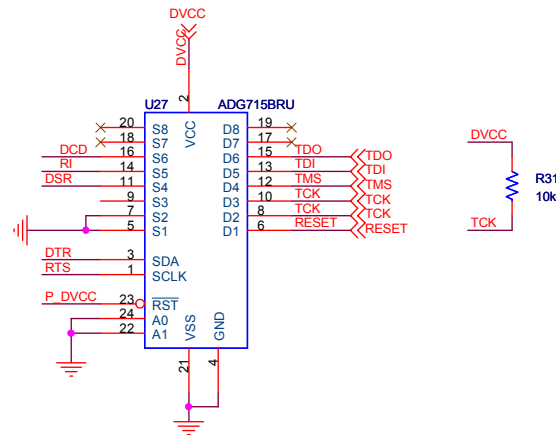 DVCC
DVCC
U27 ADG715BRU
2
VCC
20 S8 D8 19
18 S7 D7 17
DCD 16 S6 D6 15 TDO TDO
RI 14 S5 D5 13 TDI TDI
DSR 11 S4 D4 12 TMS TMS
9 S3 D3 10 TCK TCK
7 S2 D2 8 TCK TCK
5 S1 D1 6 RESET RESET
DTR 3 SDA
RTS 1 SCLK
P_DVCC 23 RST
24 A0
22 A1
VSS GND
21 4
DVCC
R31
10k
TCK